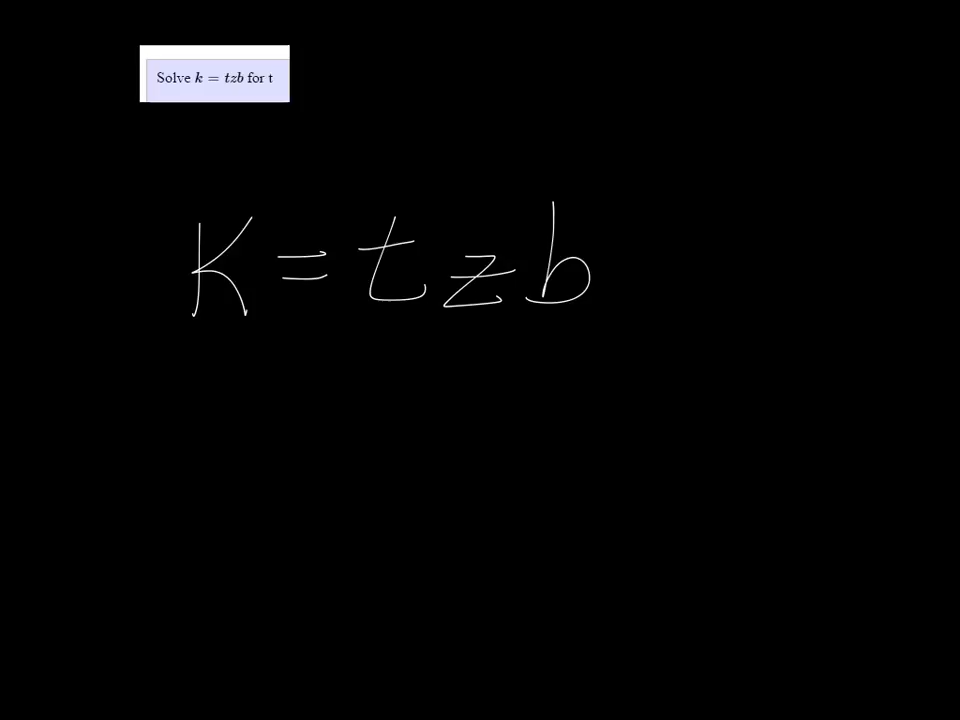 Solve k = tzb for t
K = tzb